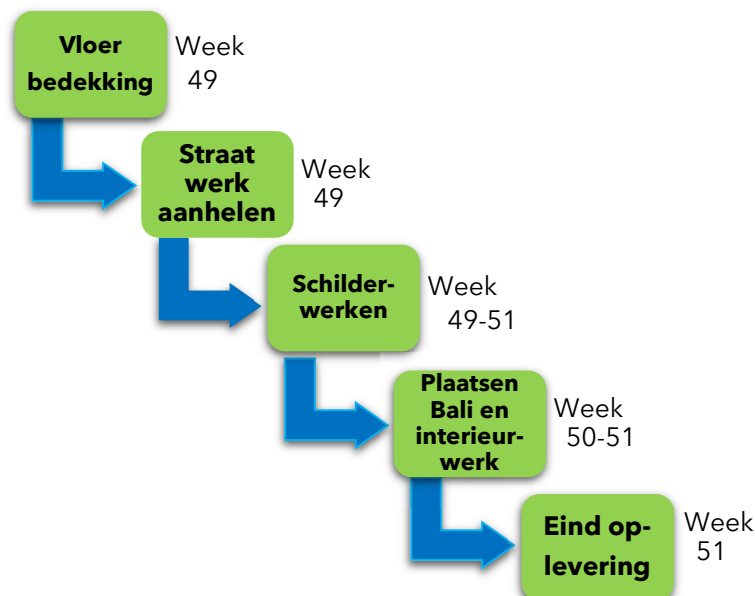 Vloer
bedekking
Week
49
Straat
werk
aanhelen
Week
49
Schilder-
werken
Week
49-51
Plaatsen
Bali en
interieur-
werk
Week
50-51
Eind op-
levering
Week
51